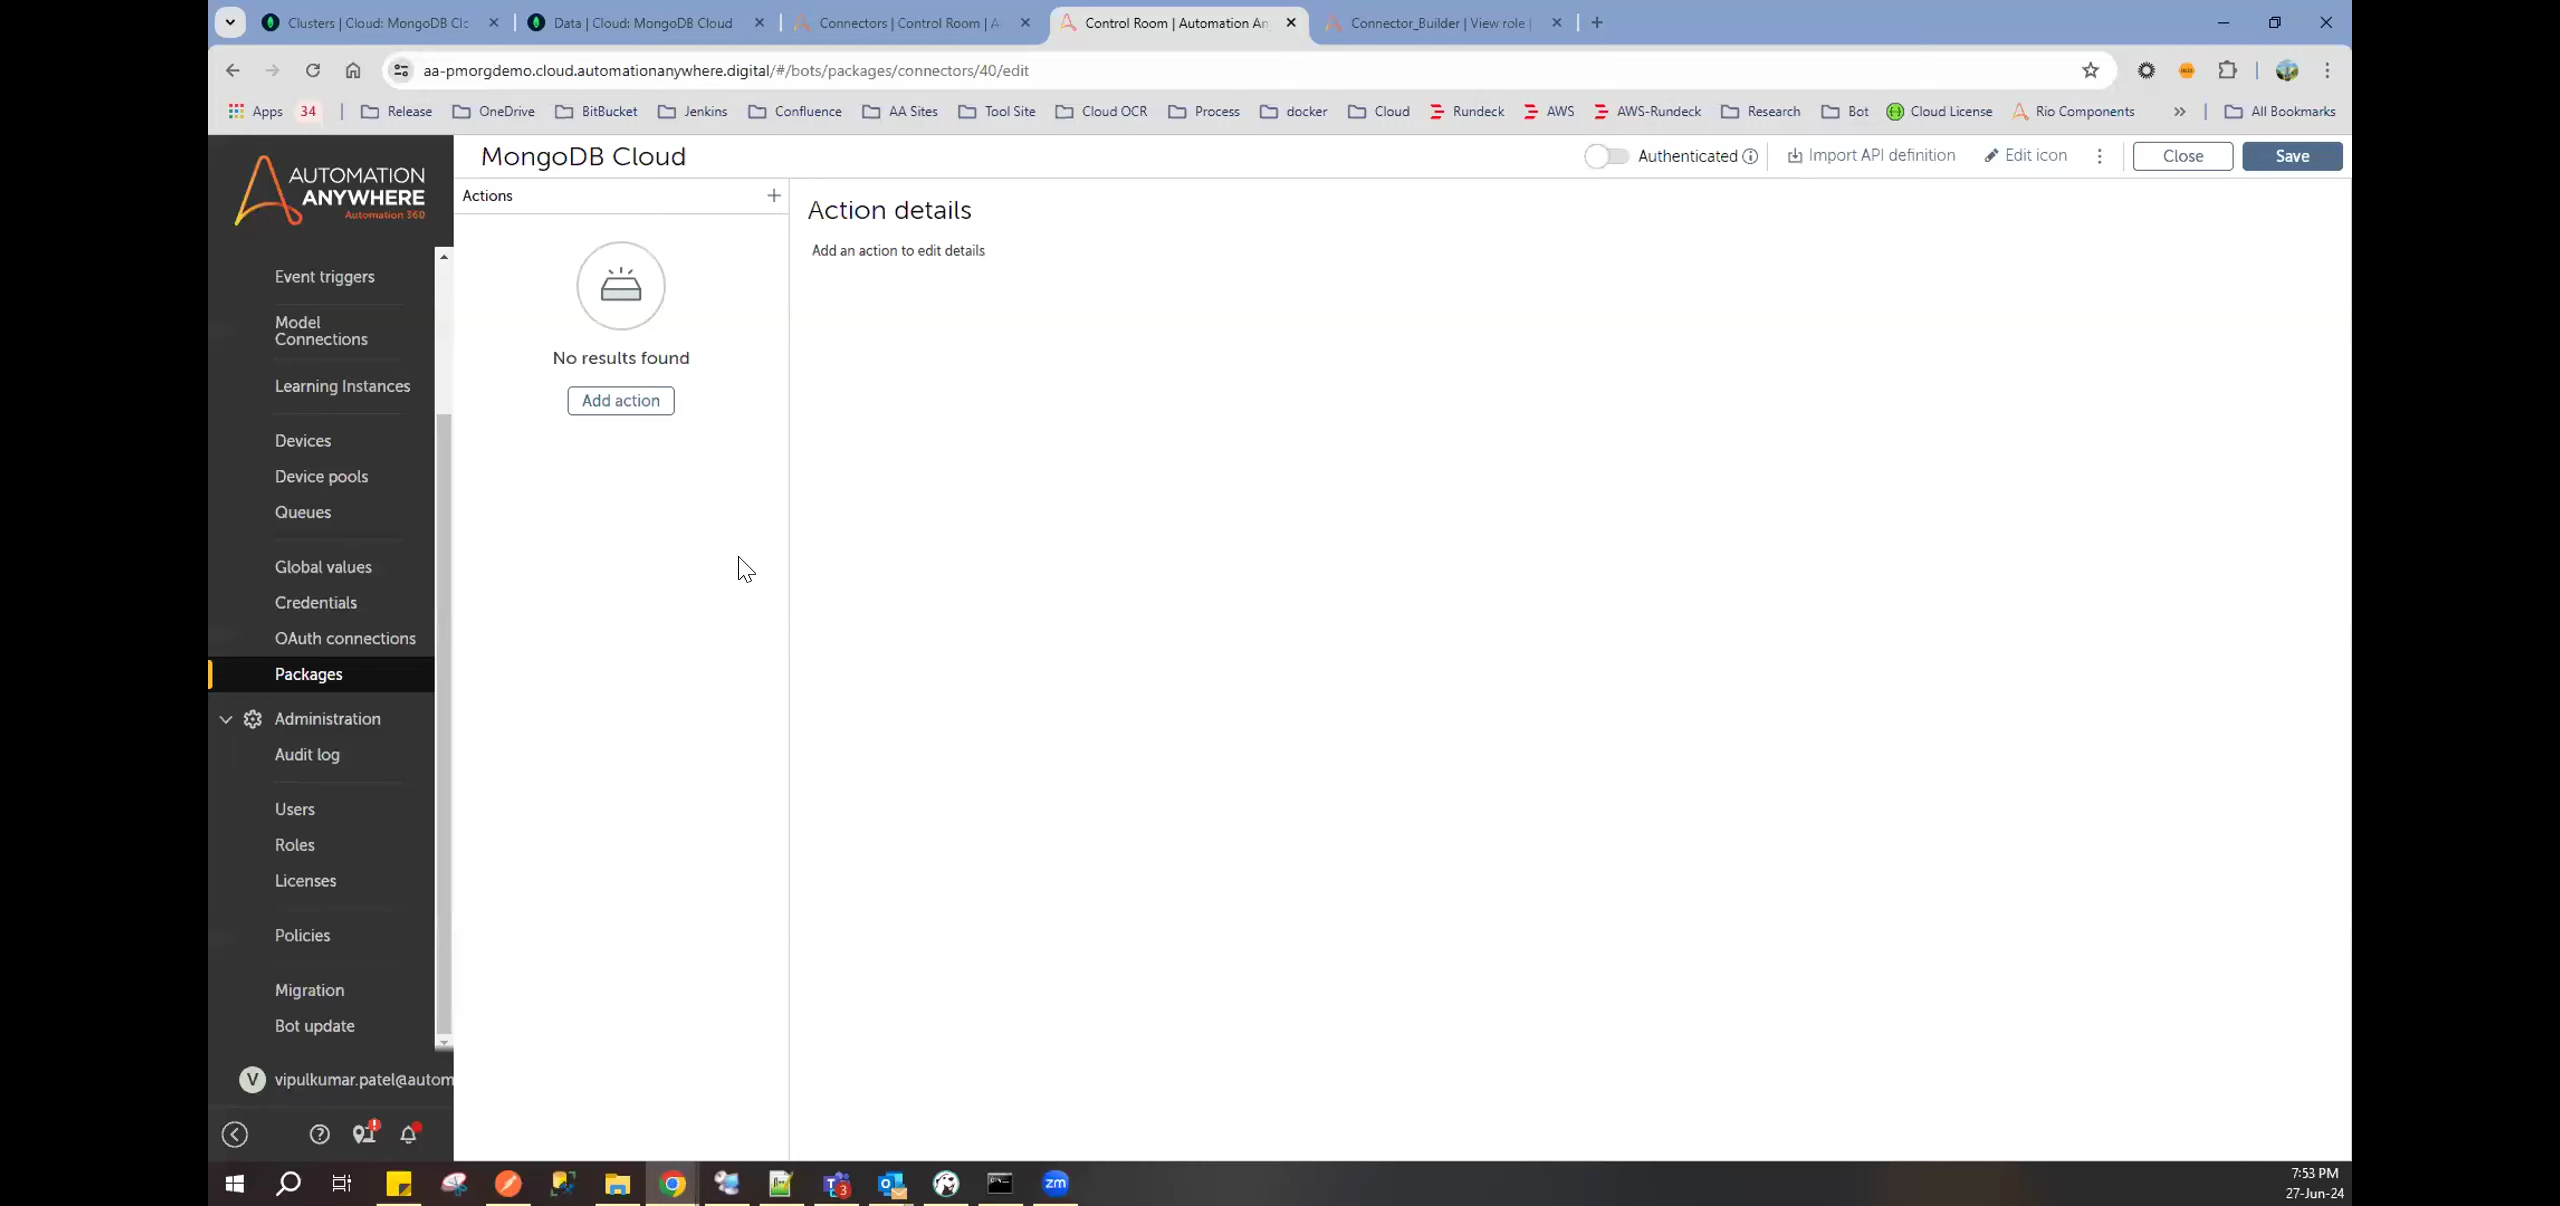 Clusters | Cloud: MongoDB Clo
Data | Cloud: MongoDB Cloud
Connectors | Control Room | A
Control Room | Automation An
Connector_Builder | View role |
aa-pmorgdemo.cloud.automationanywhere.digital/#/bots/packages/connectors/40/edit
Apps 34 Release OneDrive BitBucket Jenkins Confluence AA Sites Tool Site Cloud OCR Process docker Cloud Rundeck AWS AWS-Rundeck Research Bot Cloud License Rio Components » All Bookmarks
AUTOMATION
ANYWHERE
Automation 360
Event triggers
Model
Connections
Learning Instances
Devices
Device pools
Queues
Global values
Credentials
OAuth connections
Packages
Administration
Audit log
Users
Roles
Licenses
Policies
Migration
Bot update
V vipulkumar.patel@autom
MongoDB Cloud
Authenticated
Import API definition
Edit icon
Close
Save
Actions
No results found
Add action
Action details
Add an action to edit details
3
zm
7:53 PM
27-Jun-24